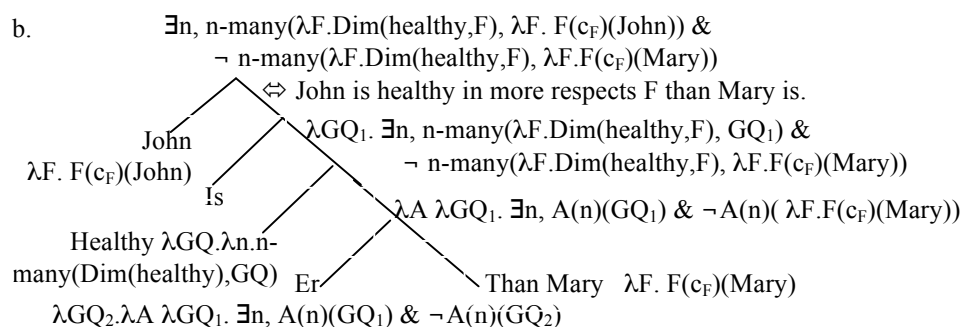 b. ∃n, n-many(λF.Dim(healthy,F), λF. F(c_F)(John)) &
¬ n-many(λF.Dim(healthy,F), λF.F(c_F)(Mary))
⇔ John is healthy in more respects F than Mary is.
John
λF. F(c_F)(John)
λGQ₁. ∃n, n-many(λF.Dim(healthy,F), GQ₁) &
¬ n-many(λF.Dim(healthy,F), λF.F(c_F)(Mary))
Is
λA λGQ₁. ∃n, A(n)(GQ₁) & ¬A(n)( λF.F(c_F)(Mary))
Healthy λGQ.λn.n-
many(Dim(healthy),GQ)
Er
Than Mary λF. F(c_F)(Mary)
λGQ₂.λA λGQ₁. ∃n, A(n)(GQ₁) & ¬A(n)(GQ₂)